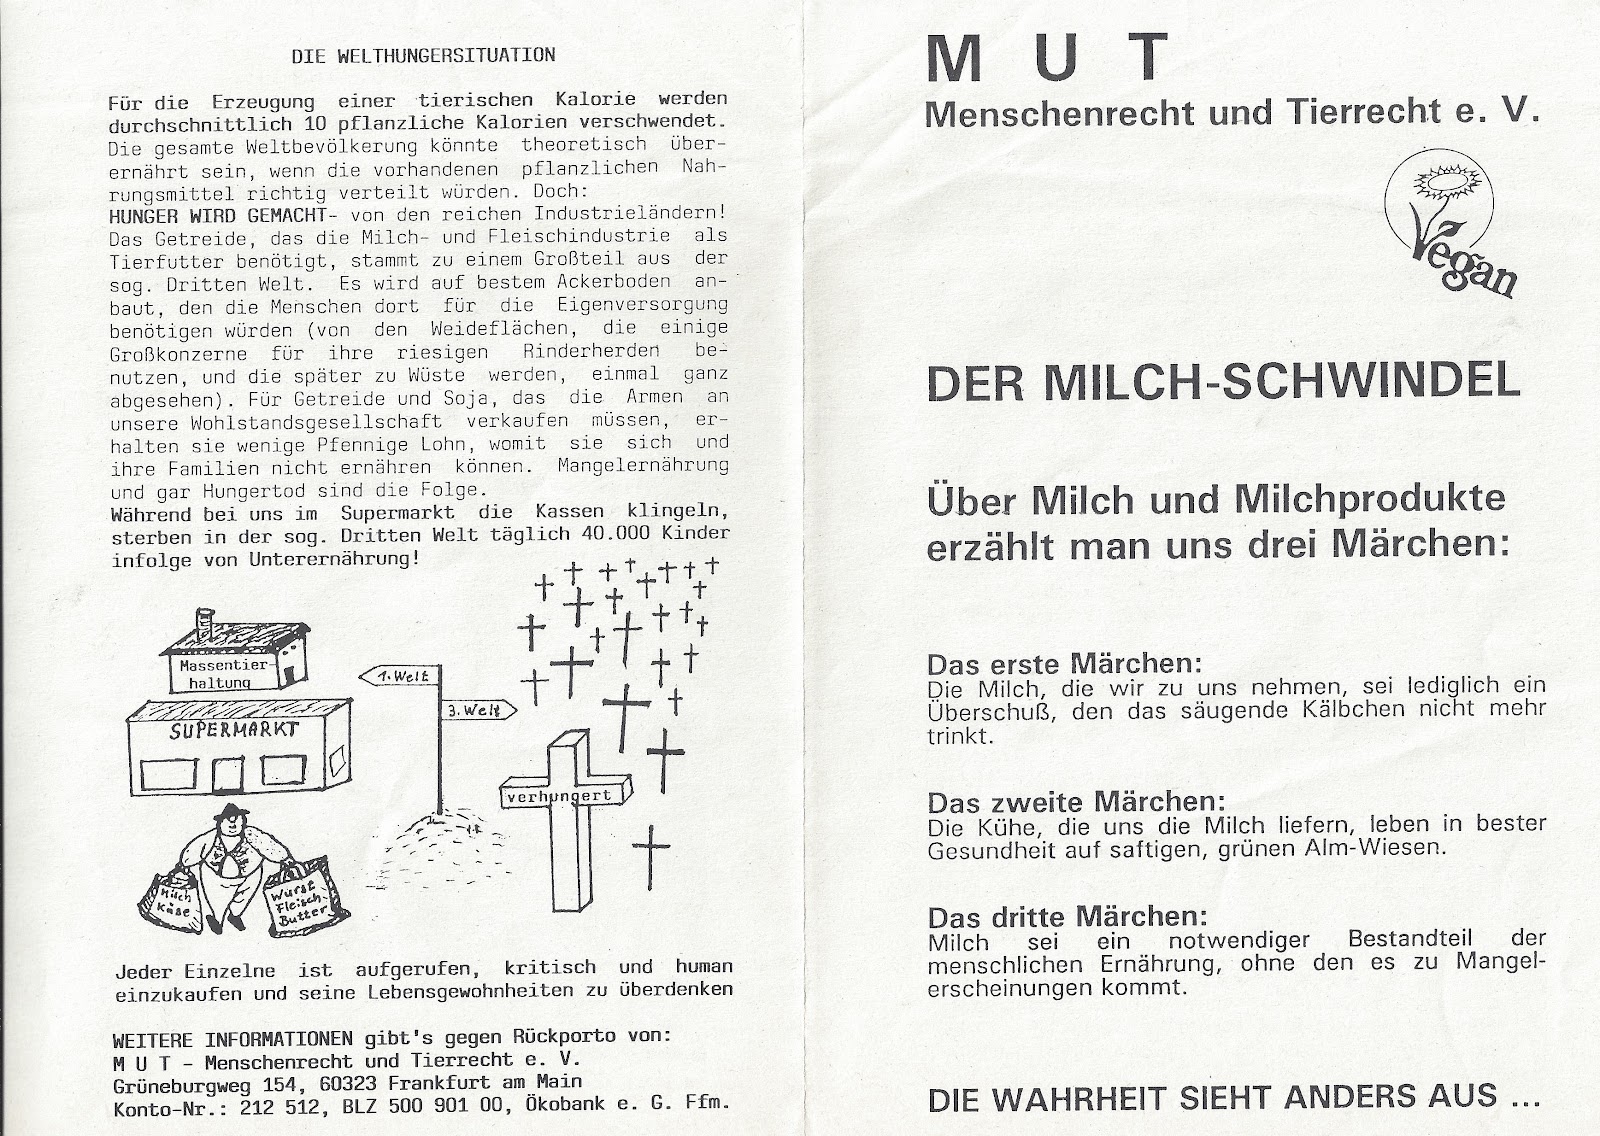 DIE WELTHUNGERSITUATION
Für die Erzeugung einer tierischen Kalorie werden
durchschnittlich 10 pflanzliche Kalorien verschwendet.
Die gesamte Weltbevölkerung könnte theoretisch über-
ernährt sein, wenn die vorhandenen pflanzlichen Nah-
rungsmittel richtig verteilt würden. Doch:
HUNGER WIRD GEMACHT- von den reichen Industrieländern!
Das Getreide, das die Milch- und Fleischindustrie als
Tierfutter benötigt, stammt zu einem Großteil aus der
sog. Dritten Welt. Es wird auf bestem Ackerboden an-
baut, den die Menschen dort für die Eigenversorgung
benötigen würden (von den Weideflächen, die einige
Großkonzerne für ihre riesigen Rinderherden be-
nutzen, und die später zu Wüste werden, einmal ganz
abgesehen). Für Getreide und Soja, das die Armen an
unsere Wohlstandsgesellschaft verkaufen müssen, er-
halten sie wenige Pfennige Lohn, womit sie sich und
ihre Familien nicht ernähren können. Mangelernährung
und gar Hungertod sind die Folge.
Während bei uns im Supermarkt die Kassen klingeln,
sterben in der sog. Dritten Welt täglich 40.000 Kinder
infolge von Unterernährung!
Massentier-
haltung
SUPERMARKT
1. Welt
3. Welt
verhungert
Milch
Käse
Wurst
Fleisch-
Butter
Jeder Einzelne ist aufgerufen, kritisch und human
einzukaufen und seine Lebensgewohnheiten zu überdenken
WEITERE INFORMATIONEN gibt's gegen Rückporto von:
M U T - Menschenrecht und Tierrecht e. V.
Grüneburgweg 154, 60323 Frankfurt am Main
Konto-Nr.: 212 512, BLZ 500 901 00, Ökobank e. G. Ffm.
M U T
Menschenrecht und Tierrecht e. V.
Vegan
DER MILCH-SCHWINDEL
Über Milch und Milchprodukte
erzählt man uns drei Märchen:
Das erste Märchen:
Die Milch, die wir zu uns nehmen, sei lediglich ein
Überschuß, den das säugende Kälbchen nicht mehr
trinkt.
Das zweite Märchen:
Die Kühe, die uns die Milch liefern, leben in bester
Gesundheit auf saftigen, grünen Alm-Wiesen.
Das dritte Märchen:
Milch sei ein notwendiger Bestandteil der
menschlichen Ernährung, ohne den es zu Mangel-
erscheinungen kommt.
DIE WAHRHEIT SIEHT ANDERS AUS ...